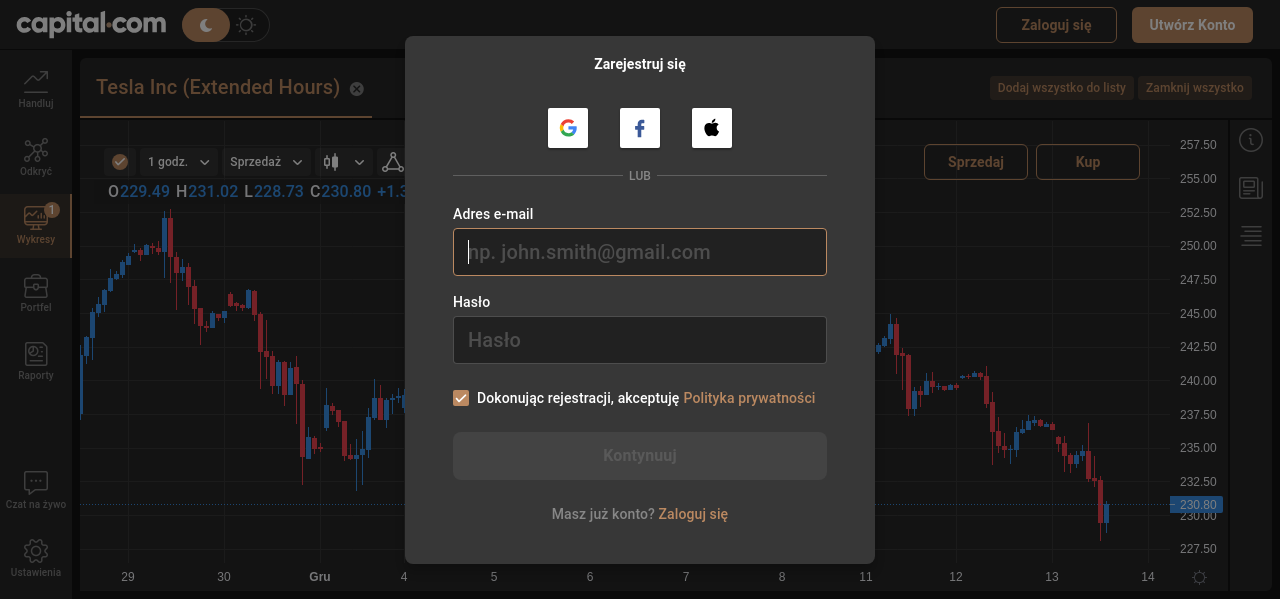 capital.com
Zaloguj się
Utwórz Konto
Handluj
Odkryć
1
Wykresy
Portfel
Raporty
Czat na żywo
Ustawienia
Tesla Inc (Extended Hours)
Dodaj wszystko do listy
Zamknij wszystko
1 godz.
Sprzedaż
Sprzedaj
Kup
O229.49 H231.02 L228.73 C230.80 +1.3
Zarejestruj się
LUB
Adres e-mail
np. john.smith@gmail.com
Hasło
Hasło
Dokonując rejestracji, akceptuję Polityka prywatności
Kontynuuj
Masz już konto? Zaloguj się
257.50
255.00
252.50
250.00
247.50
245.00
242.50
240.00
237.50
235.00
232.50
230.80
230.00
227.50
29 30 Gru 4 5 6 7 8 11 12 13 14